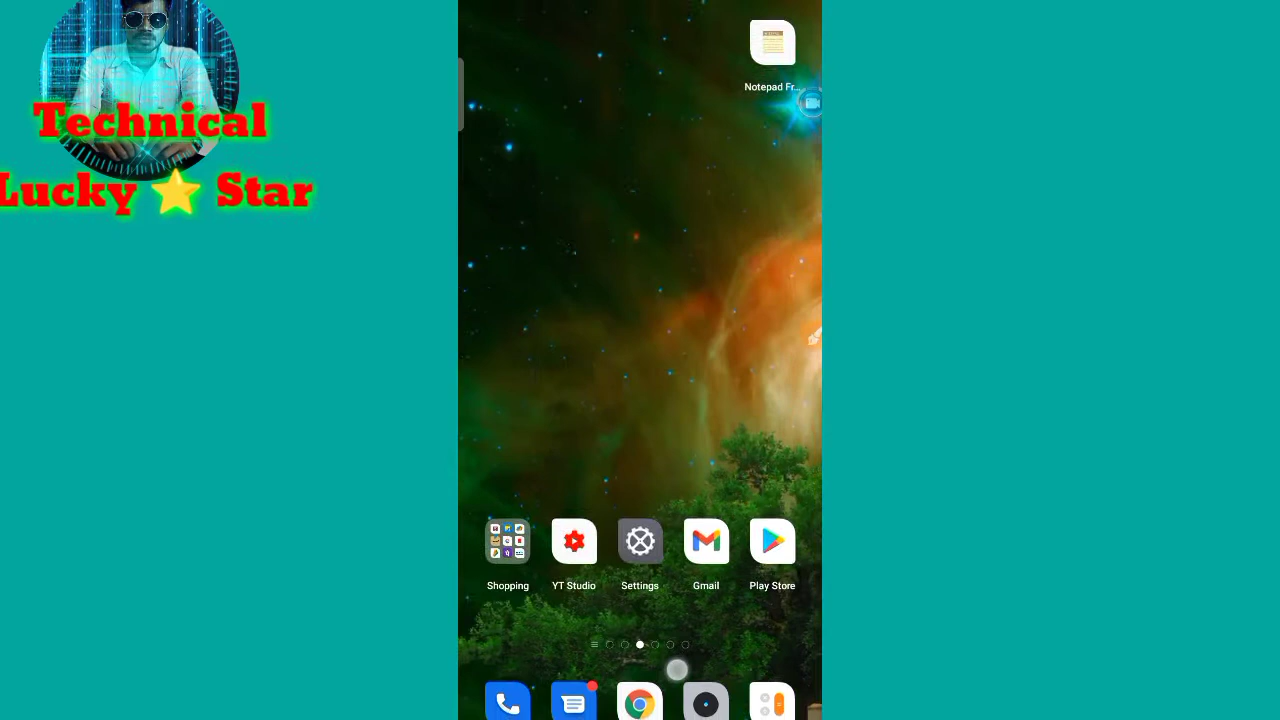 Technical
Lucky ⭐ Star
Notepad Fr...
Shopping
YT Studio
Settings
Gmail
Play Store